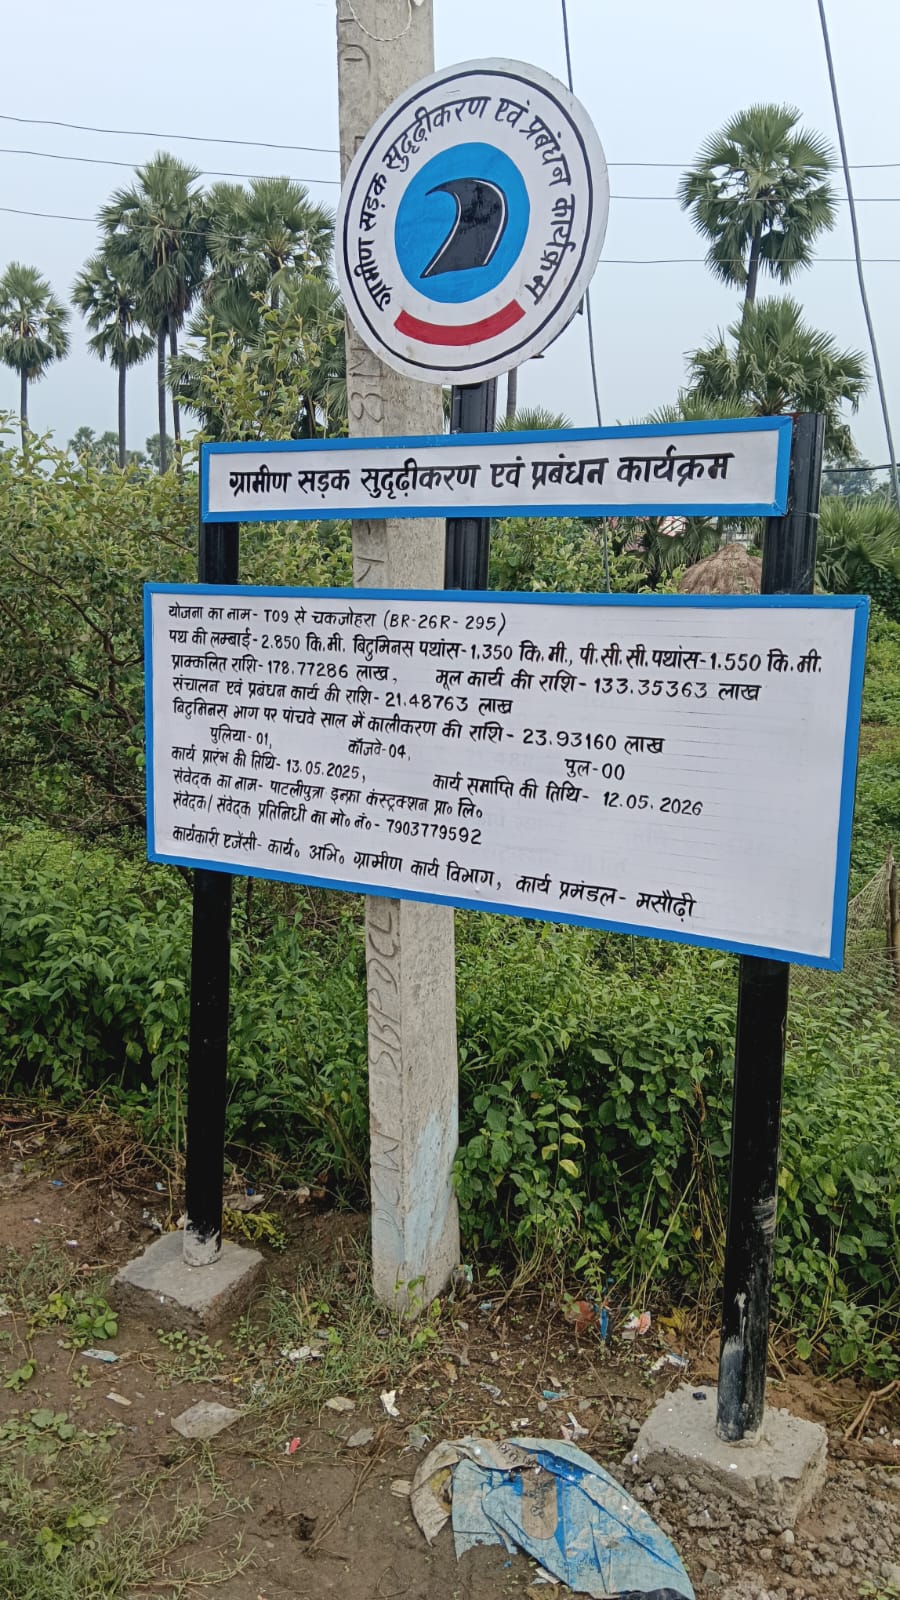 ग्रामीण सड़क सुदृढ़ीकरण एवं प्रबंधन कार्यक्रम
ग्रामीण सड़क सुदृढ़ीकरण एवं प्रबंधन कार्यक्रम
योजना का नाम- T09 से चकजोहरा (BR-26R-295)
पथ की लम्बाई-2.850 कि.मी. बिटुमिनस पथांस-1.350 कि.मी., पी.सी.सी. पथांस-1.550 कि.मी.
प्राक्कलित राशि-178.77286 लाख, मूल कार्य की राशि-133.35363 लाख
संचालन एवं प्रबंधन कार्य की राशि-21.48763 लाख
बिटुमिनस भाग पर पांचवे साल में कालीकरण की राशि-23.93160 लाख
पुलिया-01, कॉजवे-04, पुल-00
कार्य प्रारंभ की तिथि-13.05.2025, कार्य समाप्ति की तिथि- 12.05.2026
संवेदक का नाम- पाटलीपुत्रा इन्फ्रा कंस्ट्रक्शन प्रा० लि०
संवेदक/संवेदक प्रतिनिधी का मो० नं०-7903779592
कार्यकारी एजेंसी- कार्य० अभि० ग्रामीण कार्य विभाग, कार्य प्रमंडल-मसौढ़ी
SBPDCL